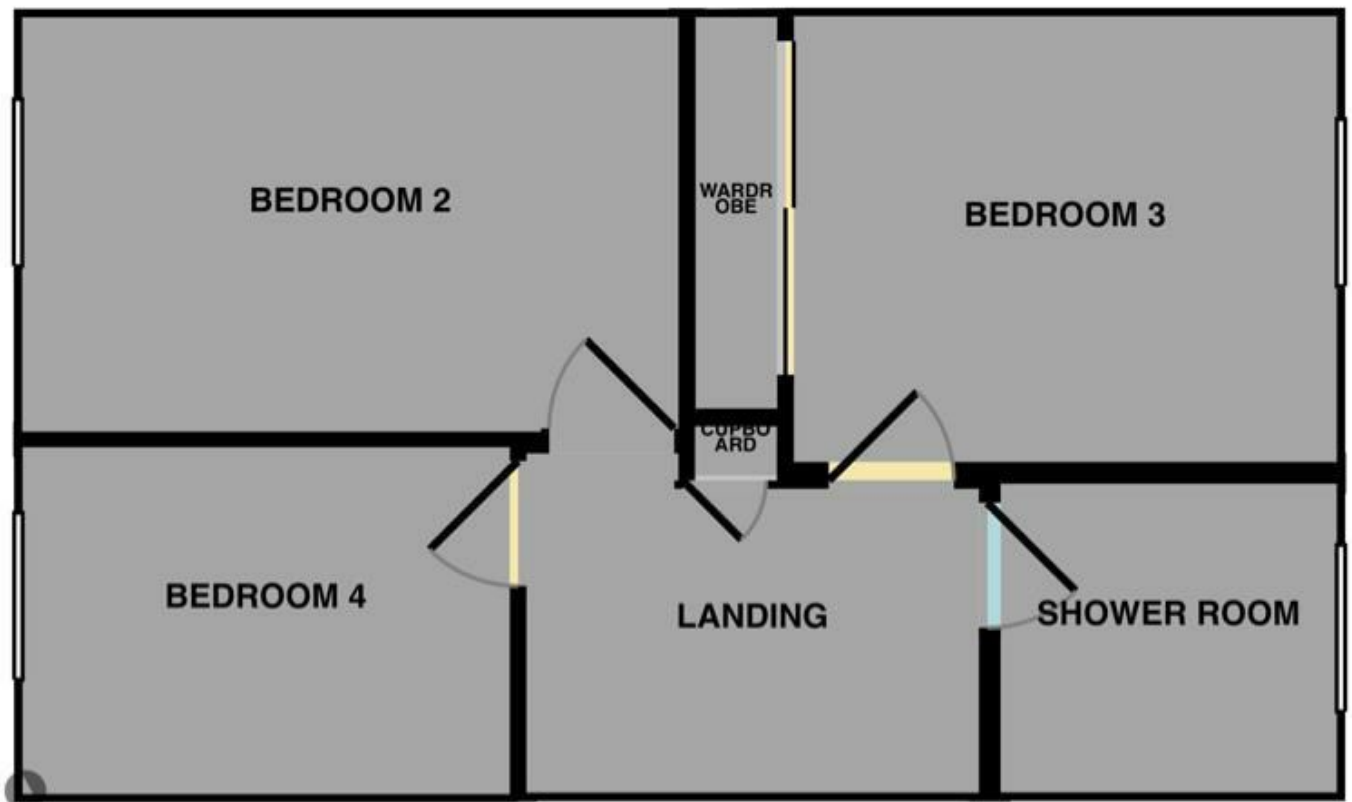 BEDROOM 2
WARDR
OBE
BEDROOM 3
CUPBO
ARD
BEDROOM 4
LANDING
SHOWER ROOM